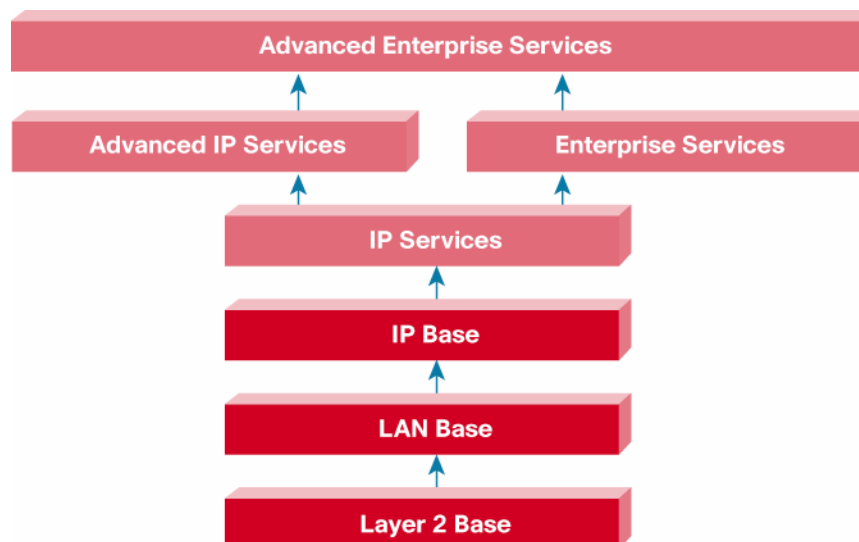 Advanced Enterprise Services
Advanced IP Services
Enterprise Services
IP Services
IP Base
LAN Base
Layer 2 Base